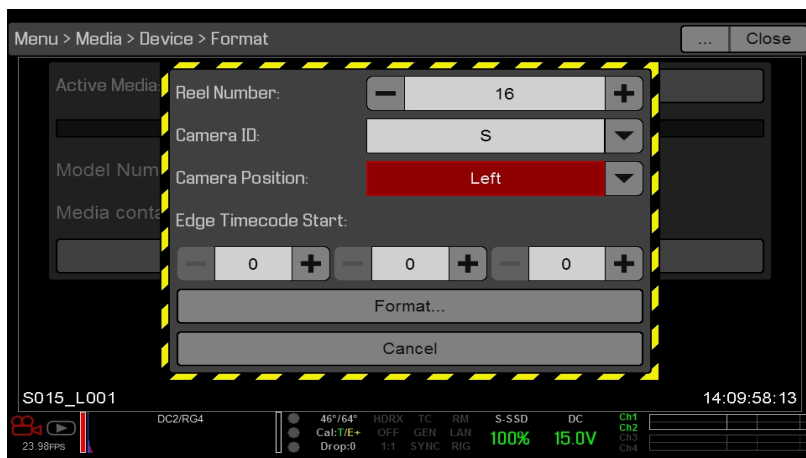 Menu > Media > Device > Format
... Close
Active Media:
Reel Number: 16
Camera ID: S
Model Num
Camera Position: Left
Media conta
Edge Timecode Start:
0 0 0
Format...
Cancel
S015_L001 14:09:58:13
DC2/RG4 46°/64° HDRX TC RM S-SSD DC Ch1
Cal:T/E+ OFF GEN LAN 100% 15.0V Ch2
23.98FPS Drop:0 1:1 SYNC RIG Ch3
Ch4